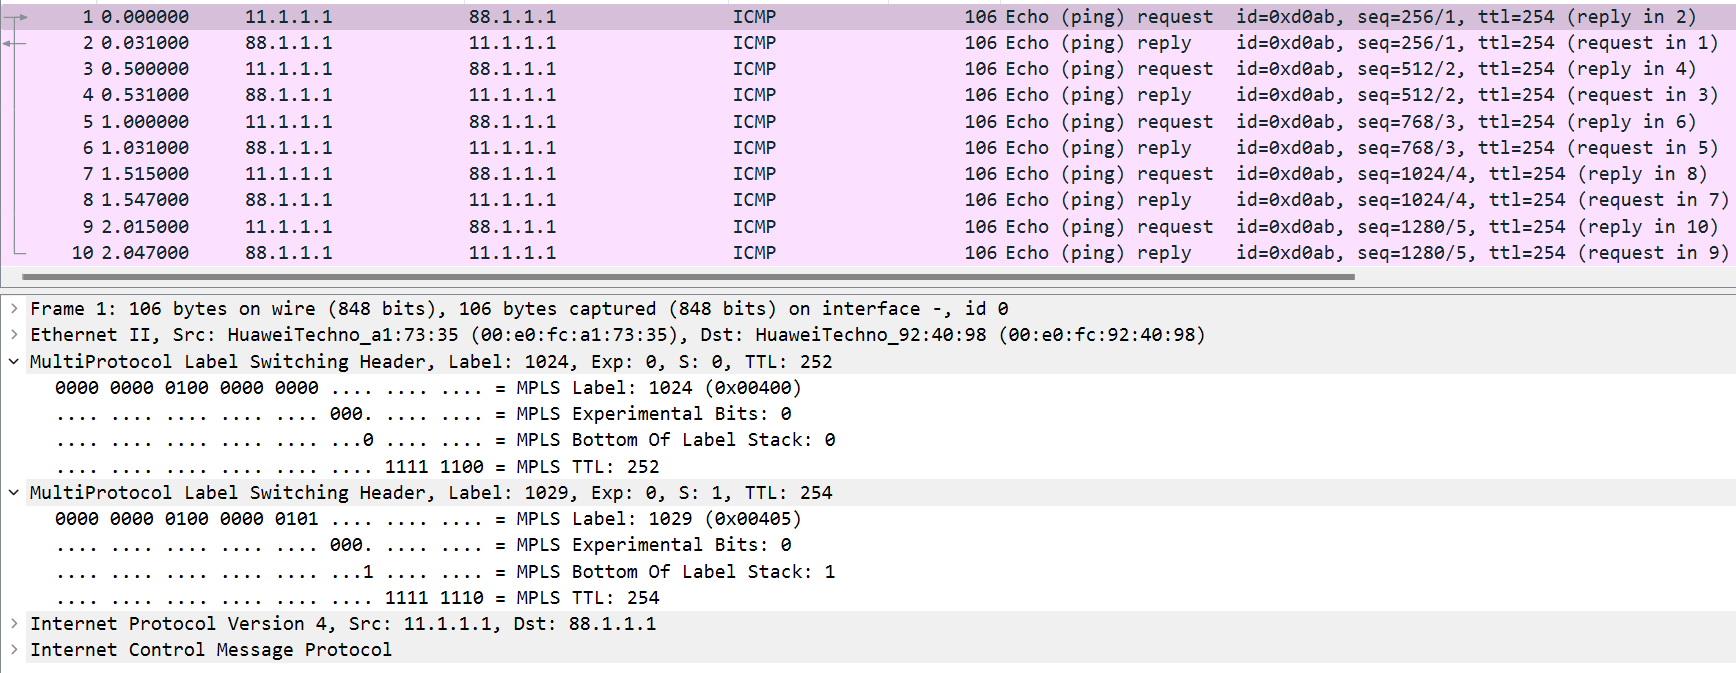 1 0.000000 11.1.1.1 88.1.1.1 ICMP 106 Echo (ping) request id=0xd0ab, seq=256/1, ttl=254 (reply in 2)
2 0.031000 88.1.1.1 11.1.1.1 ICMP 106 Echo (ping) reply id=0xd0ab, seq=256/1, ttl=254 (request in 1)
3 0.500000 11.1.1.1 88.1.1.1 ICMP 106 Echo (ping) request id=0xd0ab, seq=512/2, ttl=254 (reply in 4)
4 0.531000 88.1.1.1 11.1.1.1 ICMP 106 Echo (ping) reply id=0xd0ab, seq=512/2, ttl=254 (request in 3)
5 1.000000 11.1.1.1 88.1.1.1 ICMP 106 Echo (ping) request id=0xd0ab, seq=768/3, ttl=254 (reply in 6)
6 1.031000 88.1.1.1 11.1.1.1 ICMP 106 Echo (ping) reply id=0xd0ab, seq=768/3, ttl=254 (request in 5)
7 1.515000 11.1.1.1 88.1.1.1 ICMP 106 Echo (ping) request id=0xd0ab, seq=1024/4, ttl=254 (reply in 8)
8 1.547000 88.1.1.1 11.1.1.1 ICMP 106 Echo (ping) reply id=0xd0ab, seq=1024/4, ttl=254 (request in 7)
9 2.015000 11.1.1.1 88.1.1.1 ICMP 106 Echo (ping) request id=0xd0ab, seq=1280/5, ttl=254 (reply in 10)
10 2.047000 88.1.1.1 11.1.1.1 ICMP 106 Echo (ping) reply id=0xd0ab, seq=1280/5, ttl=254 (request in 9)
Frame 1: 106 bytes on wire (848 bits), 106 bytes captured (848 bits) on interface -, id 0
Ethernet II, Src: HuaweiTechno_a1:73:35 (00:e0:fc:a1:73:35), Dst: HuaweiTechno_92:40:98 (00:e0:fc:92:40:98)
MultiProtocol Label Switching Header, Label: 1024, Exp: 0, S: 0, TTL: 252
0000 0000 0100 0000 0000 .... .... .... = MPLS Label: 1024 (0x00400)
.... .... .... .... .... 000. .... .... = MPLS Experimental Bits: 0
.... .... .... .... .... ...0 .... .... = MPLS Bottom Of Label Stack: 0
.... .... .... .... .... .... 1111 1100 = MPLS TTL: 252
MultiProtocol Label Switching Header, Label: 1029, Exp: 0, S: 1, TTL: 254
0000 0000 0100 0000 0101 .... .... .... = MPLS Label: 1029 (0x00405)
.... .... .... .... .... 000. .... .... = MPLS Experimental Bits: 0
.... .... .... .... .... ...1 .... .... = MPLS Bottom Of Label Stack: 1
.... .... .... .... .... .... 1111 1110 = MPLS TTL: 254
Internet Protocol Version 4, Src: 11.1.1.1, Dst: 88.1.1.1
Internet Control Message Protocol